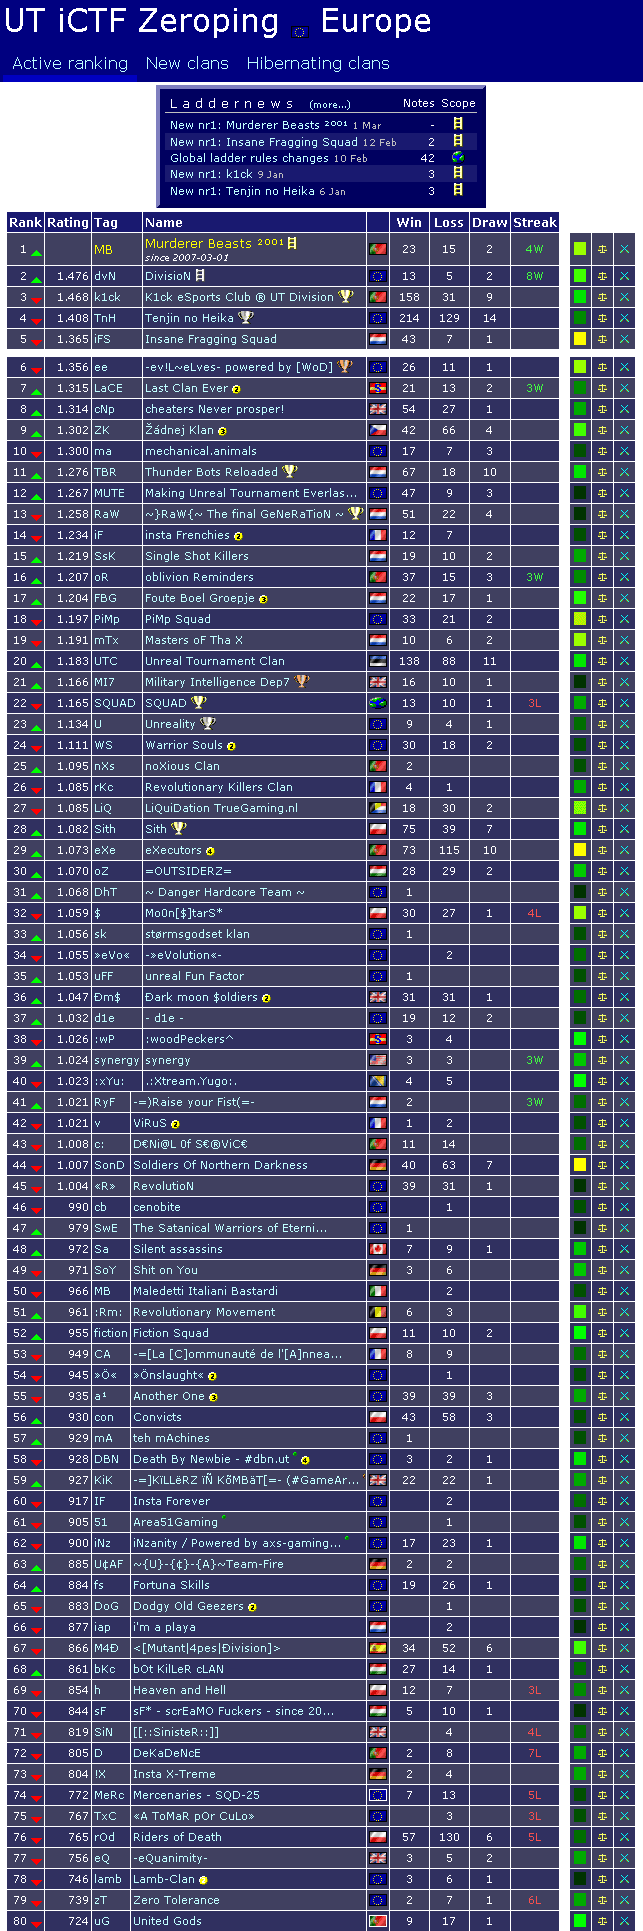 UT iCTF Zeroping Europe
Active ranking New clans Hibernating clans
Laddernews (more...) Notes Scope
New nr1: Murderer Beasts ²⁰⁰¹ 1 Mar -
New nr1: Insane Fragging Squad 12 Feb 2
Global ladder rules changes 10 Feb 42
New nr1: k1ck 9 Jan 3
New nr1: Tenjin no Heika 6 Jan 3
Rank Rating Tag Name Win Loss Draw Streak
1 MB Murderer Beasts ²⁰⁰¹ 23 15 2 4W
since 2007-03-01
2 1.476 dvN DivisioN 13 5 2 8W
3 1.468 k1ck K1ck eSports Club ® UT Division 158 31 9
4 1.408 TnH Tenjin no Heika 214 129 14
5 1.365 iFS Insane Fragging Squad 43 7 1
6 1.356 ee -ev!L~eLves- powered by [WoD] 26 11 1
7 1.315 LaCE Last Clan Ever 2 21 13 2 3W
8 1.314 cNp cheaters Never prosper! 54 27 1
9 1.302 ZK Žádnej Klan 3 42 66 4
10 1.300 ma mechanical.animals 17 7 3
11 1.276 TBR Thunder Bots Reloaded 67 18 10
12 1.267 MUTE Making Unreal Tournament Everlas... 47 9 3
13 1.258 RaW ~}RaW{~ The final GeNeRaTioN ~ 51 22 4
14 1.234 iF insta Frenchies 2 12 7
15 1.219 SsK Single Shot Killers 19 10 2
16 1.207 oR oblivion Reminders 37 15 3 3W
17 1.204 FBG Foute Boel Groepje 3 22 17 1
18 1.197 PiMp PiMp Squad 33 21 2
19 1.191 mTx Masters oF Tha X 10 6 2
20 1.183 UTC Unreal Tournament Clan 138 88 11
21 1.166 MI7 Military Intelligence Dep7 16 10 1
22 1.165 SQUAD SQUAD 13 10 1 3L
23 1.134 U Unreality 9 4 1
24 1.111 WS Warrior Souls 2 30 18 2
25 1.095 nXs noXious Clan 2
26 1.085 rKc Revolutionary Killers Clan 4 1
27 1.085 LiQ LiQuiDation TrueGaming.nl 18 30 2
28 1.082 Sith Sith 75 39 7
29 1.073 eXe eXecutors 4 73 115 10
30 1.070 oZ =OUTSIDERZ= 28 29 2
31 1.068 DhT ~ Danger Hardcore Team ~ 1
32 1.059 $ Mo0n[$]tarS* 30 27 1 4L
33 1.056 sk størmsgodset klan 1
34 1.055 »eVo« -»eVolution«- 2
35 1.053 uFF unreal Fun Factor 1
36 1.047 Ðm$ Ðark moon $oldiers 2 31 31 1
37 1.032 d1e - d1e - 19 12 2
38 1.026 :wP :woodPeckers^ 3 4
39 1.024 synergy synergy 3 3 3W
40 1.023 :xYu: .:Xtream.Yugo:. 4 5
41 1.021 RyF -=)Raise your Fist(=- 2 3W
42 1.021 v ViRuS 2 1 2
43 1.008 c: D€Ni@L 0f S€®ViC€ 11 14
44 1.007 SonD Soldiers Of Northern Darkness 40 63 7
45 1.004 «R» RevolutioN 39 31 1
46 990 cb cenobite 1
47 979 SwE The Satanical Warriors of Eterni... 1
48 972 Sa Silent assassins 7 9 1
49 971 SoY Shit on You 3 6
50 966 MB Maledetti Italiani Bastardi 2
51 961 :Rm: Revolutionary Movement 6 3
52 955 fiction Fiction Squad 11 10 2
53 949 CA -=[La [C]ommunauté de l'[A]nnea... 8 9
54 945 »Ö« »Önslaught« 2 1
55 935 a¹ Another One 3 39 39 3
56 930 con Convicts 43 58 3
57 929 mA teh mAchines 1
58 928 DBN Death By Newbie - #dbn.ut 4 3 2 1
59 927 KiK -=]KïLLëRZ ïÑ KõMBäT[=- (#GameAr... 22 22 1
60 917 IF Insta Forever 2
61 905 51 Area51Gaming 1
62 900 iNz iNzanity / Powered by axs-gaming... 17 23 1
63 885 U¢AF ~{U}-{¢}-{A}~Team-Fire 2 2
64 884 fs Fortuna Skills 19 26 1
65 883 DoG Dodgy Old Geezers 2 1
66 877 iap i'm a playa 2
67 866 M4Ð <[Mutant|4pes|Ðivision]> 34 52 6
68 861 bKc bOt KilLeR cLAN 27 14 1
69 854 h Heaven and Hell 12 7 3L
70 844 sF sF* - scrEaMO Fuckers - since 20... 5 10 1
71 819 SiN [[::SinisteR::]] 4 4L
72 805 D DeKaDeNcE 2 8 7L
73 804 !X Insta X-Treme 2 4
74 772 MeRc Mercenaries - SQD-25 7 13 5L
75 767 TxC «A ToMaR pOr CuLo» 3 3L
76 765 rOd Riders of Death 57 130 6 5L
77 756 eQ -eQuanimity- 3 5 2
78 746 lamb Lamb-Clan 3 6 1
79 739 zT Zero Tolerance 2 7 1 6L
80 724 uG United Gods 9 17 1